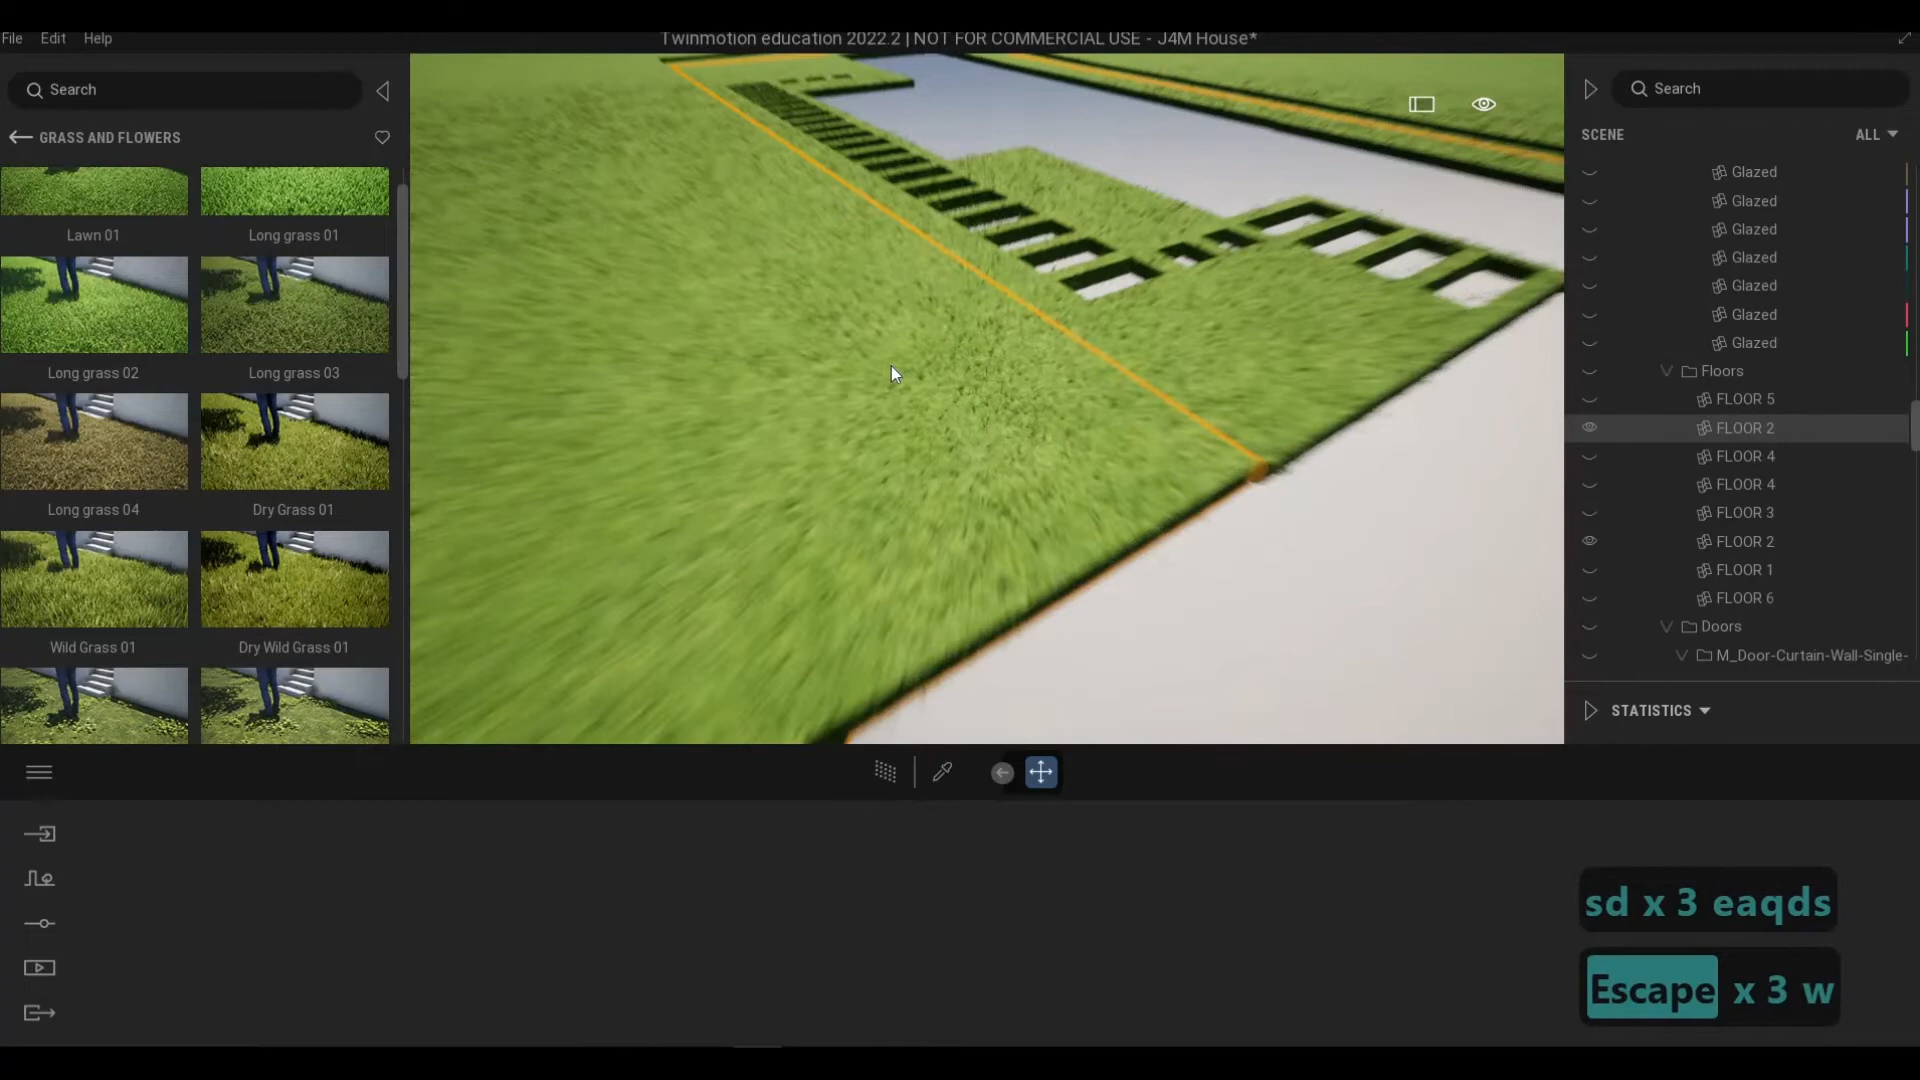 File Edit Help
Twinmotion education 2022.2 | NOT FOR COMMERCIAL USE - J4M House*
Search
GRASS AND FLOWERS
Lawn 01
Long grass 01
Long grass 02
Long grass 03
Long grass 04
Dry Grass 01
Wild Grass 01
Dry Wild Grass 01
Search
SCENE
ALL
Glazed
Glazed
Glazed
Glazed
Glazed
Glazed
Glazed
Floors
FLOOR 5
FLOOR 2
FLOOR 4
FLOOR 4
FLOOR 3
FLOOR 2
FLOOR 1
FLOOR 6
Doors
M_Door-Curtain-Wall-Single-
STATISTICS
sd x 3 eaqds
Escape x 3 w